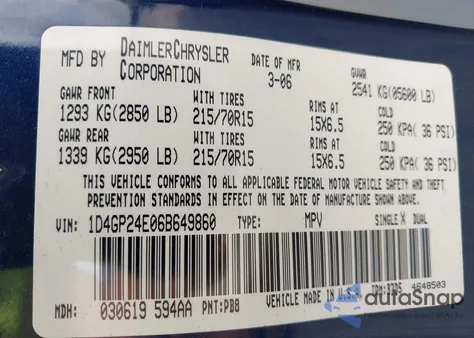 MFD BY DAIMLERCHRYSLER CORPORATION DATE OF MFR 3-06 GVWR 2541 KG(05600 LB)
GAWR FRONT WITH TIRES RIMS AT COLD
1293 KG(2850 LB) 215/70R15 15X6.5 250 KPA( 36 PSI)
GAWR REAR WITH TIRES RIMS AT COLD
1339 KG(2950 LB) 215/70R15 15X6.5 250 KPA( 36 PSI)
THIS VEHICLE CONFORMS TO ALL APPLICABLE FEDERAL MOTOR VEHICLE SAFETY AND THEFT
PREVENTION STANDARDS IN EFFECT ON THE DATE OF MANUFACTURE SHOWN ABOVE.
VIN: 1D4GP24E06B649860 TYPE: MPV SINGLE X DUAL
MDH: 030619 594AA PNT:PB8 VEHICLE MADE IN U.S.A. 4648503
autoSnap